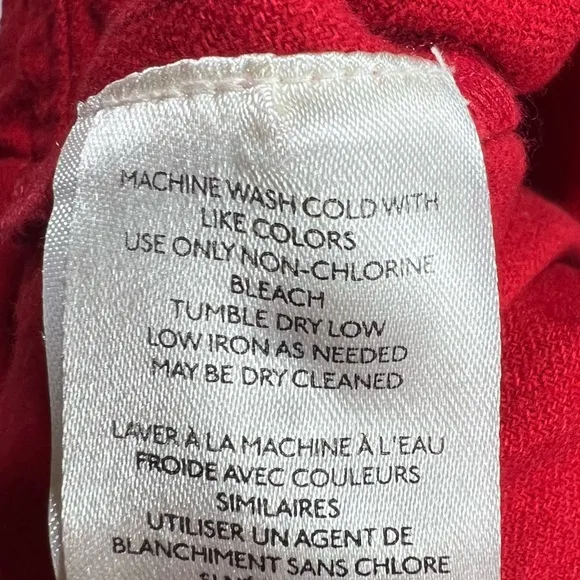 MACHINE WASH COLD WITH
LIKE COLORS
USE ONLY NON-CHLORINE
BLEACH
TUMBLE DRY LOW
LOW IRON AS NEEDED
MAY BE DRY CLEANED
LAVER À LA MACHINE À L'EAU
FROIDE AVEC COULEURS
SIMILAIRES
UTILISER UN AGENT DE
BLANCHIMENT SANS CHLORE